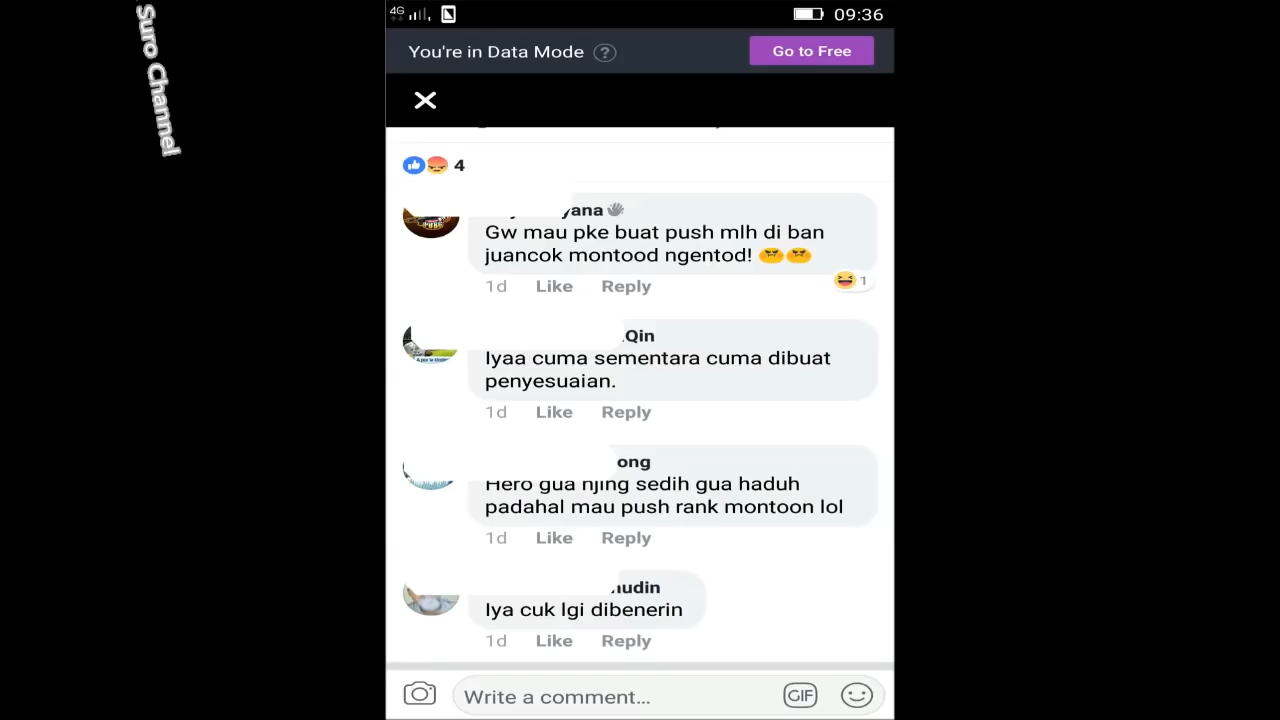 Suro Channel
4G
09:36
You're in Data Mode ?
Go to Free
4
yana
Gw mau pke buat push mlh di ban
juancok montood ngentod!
1d Like Reply
1
Qin
Iyaa cuma sementara cuma dibuat
penyesuaian.
1d Like Reply
ong
Hero gua njing sedih gua haduh
padahal mau push rank montoon lol
1d Like Reply
udin
Iya cuk lgi dibenerin
1d Like Reply
Write a comment...
GIF